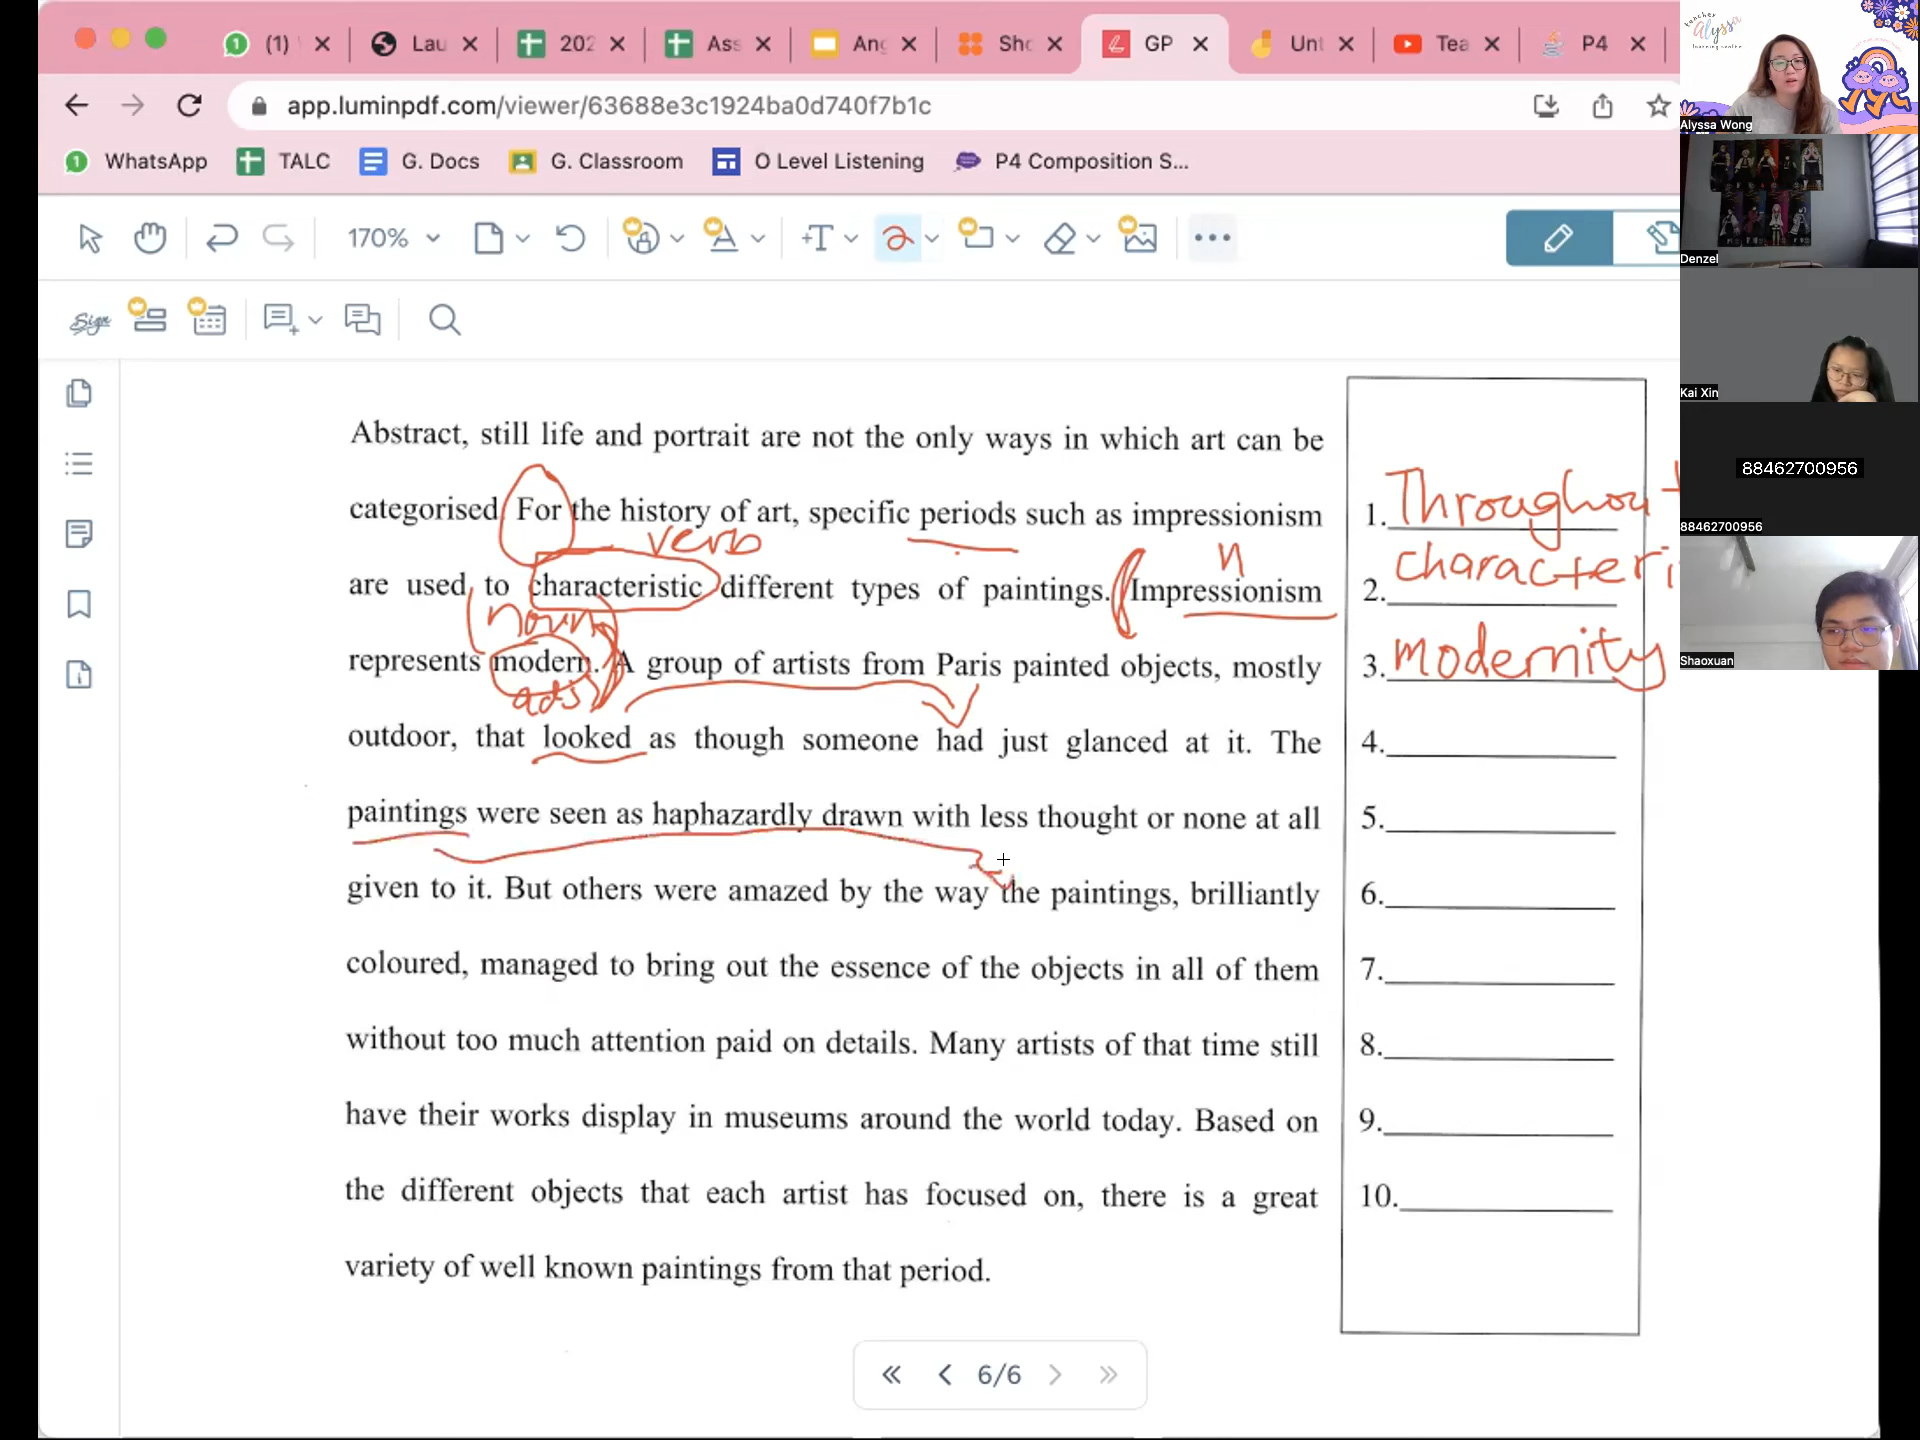 (1)
Lau
202
Ass
Ang
Sho
GP
Unt
Tea
P4
app.luminpdf.com/viewer/63688e3c1924ba0d740f7b1c
WhatsApp
TALC
G. Docs
G. Classroom
O Level Listening
P4 Composition S...
170%
T
Sign
Abstract, still life and portrait are not the only ways in which art can be
categorised. For the history of art, specific periods such as impressionism
verb
n
are used to characteristic different types of paintings. Impressionism
noun
represents modern. A group of artists from Paris painted objects, mostly
adj
outdoor, that looked as though someone had just glanced at it. The
paintings were seen as haphazardly drawn with less thought or none at all
given to it. But others were amazed by the way the paintings, brilliantly
coloured, managed to bring out the essence of the objects in all of them
without too much attention paid on details. Many artists of that time still
have their works display in museums around the world today. Based on
the different objects that each artist has focused on, there is a great
variety of well known paintings from that period.
1. Throughout
2. characteri
3. modernity
4.
5.
6.
7.
8.
9.
10.
6/6
teacher
alyssa
learning centre
Alyssa Wong
Denzel
Kai Xin
88462700956
88462700956
Shaoxuan